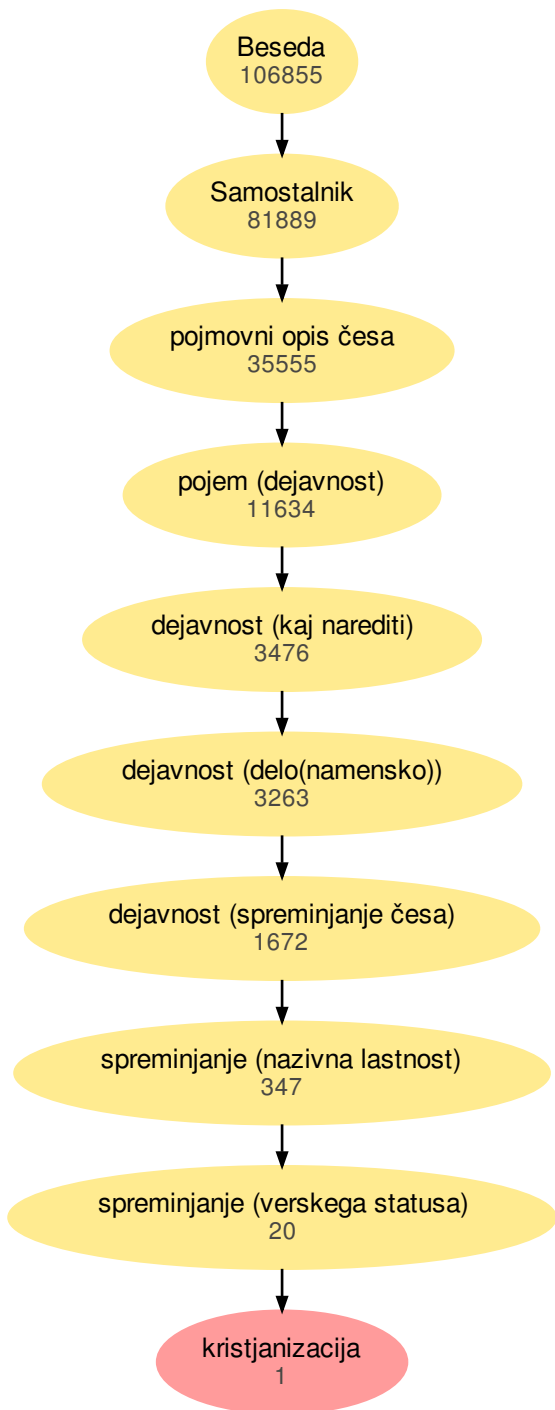 Beseda
106855
Samostalnik
81889
pojmovni opis česa
35555
pojem (dejavnost)
11634
dejavnost (kaj narediti)
3476
dejavnost (delo(namensko))
3263
dejavnost (spreminjanje česa)
1672
spreminjanje (nazivna lastnost)
347
spreminjanje (verskega statusa)
20
kristjanizacija
1